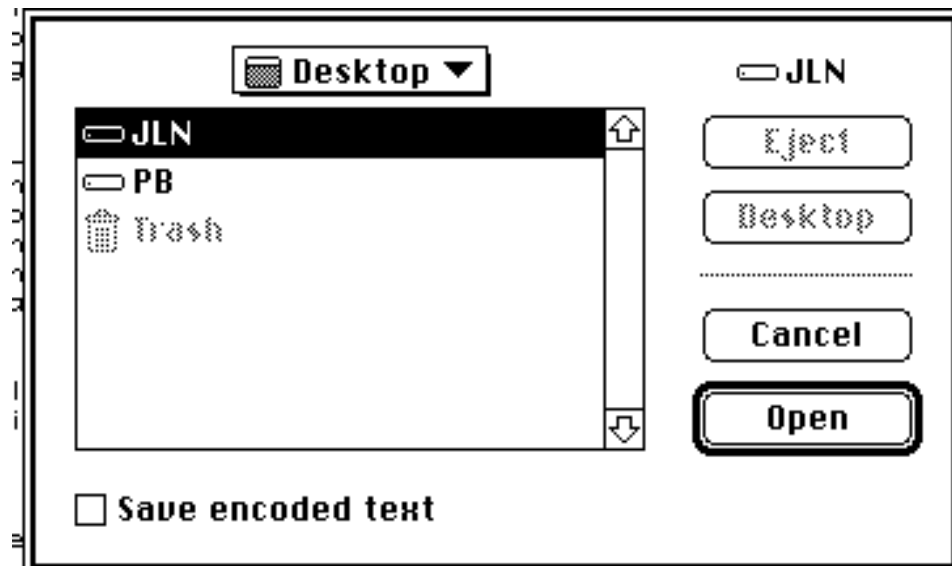 Desktop
JLN
JLN
PB
Trash
Eject
Desktop
Cancel
Open
Save encoded text